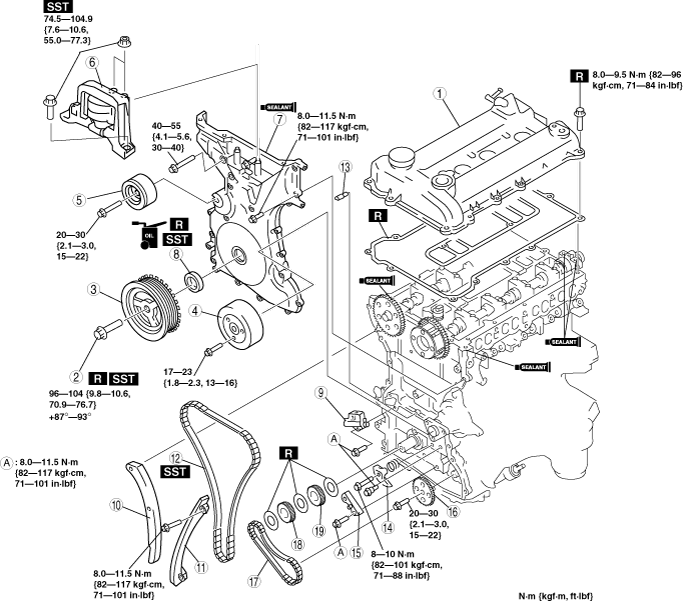 SST
74.5—104.9
{7.6—10.6,
55.0—77.3}
6
R
8.0—9.5 N·m {82—96
kgf·cm, 71—84 in·lbf}
1
SEALANT
7
8.0—11.5 N·m
{82—117 kgf·cm,
71—101 in·lbf}
40—55
{4.1—5.6,
30—40}
13
5
R
20—30
{2.1—3.0,
15—22}
OIL
R
SST
8
SEALANT
3
4
SEALANT
2
R SST
17—23
{1.8—2.3, 13—16}
SEALANT
96—104 {9.8—10.6,
70.9—76.7}
+87°—93°
9
A
A : 8.0—11.5 N·m
{82—117 kgf·cm,
71—101 in·lbf}
12
SST
R
10
19
14
20—30
{2.1—3.0,
15—22}
16
18
A
15
11
17
8—10 N·m
{82—101 kgf·cm,
71—88 in·lbf}
8.0—11.5 N·m
{82—117 kgf·cm,
71—101 in·lbf}
N·m {kgf·m, ft·lbf}